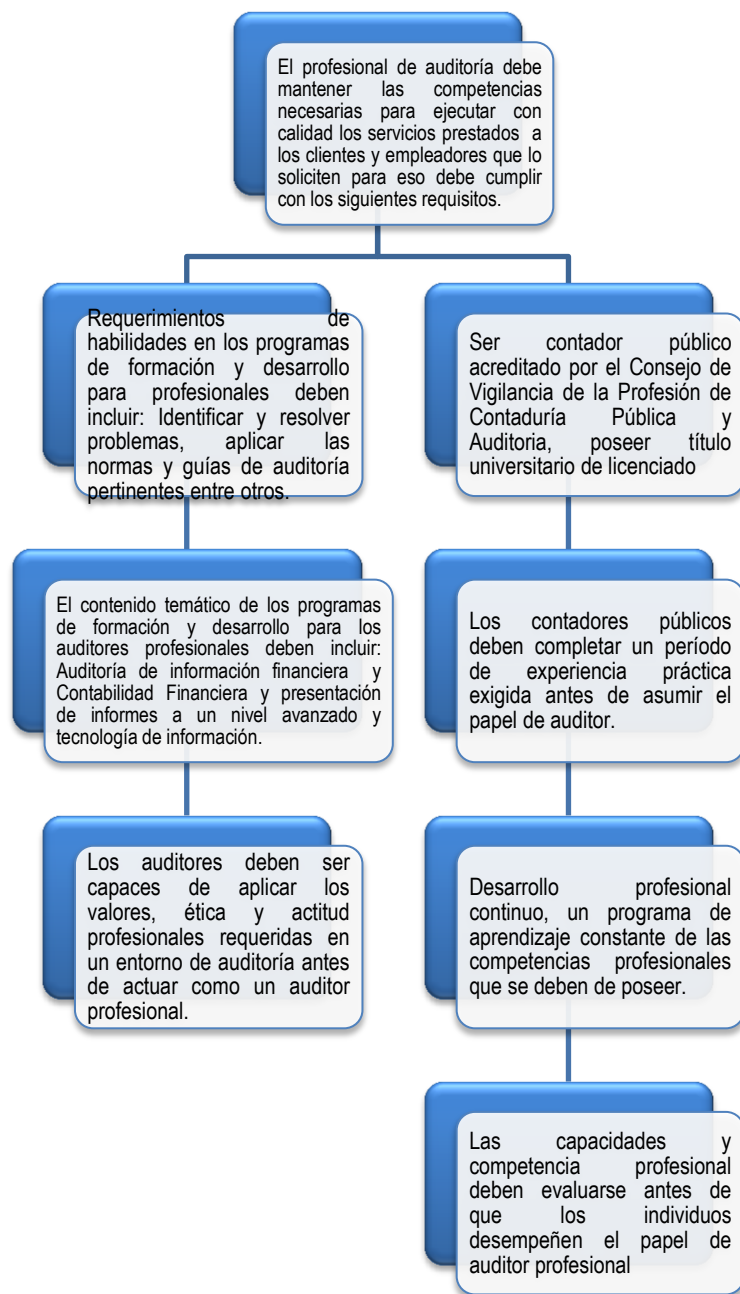 El profesional de auditoría debe
mantener las competencias
necesarias para ejecutar con
calidad los servicios prestados a
los clientes y empleadores que lo
soliciten para eso debe cumplir
con los siguientes requisitos.
Requerimientos de
habilidades en los programas
de formación y desarrollo
para profesionales deben
incluir: Identificar y resolver
problemas, aplicar las
normas y guías de auditoría
pertinentes entre otros.
El contenido temático de los programas
de formación y desarrollo para los
auditores profesionales deben incluir:
Auditoría de información financiera y
Contabilidad Financiera y presentación
de informes a un nivel avanzado y
tecnología de información.
Los auditores deben ser
capaces de aplicar los
valores, ética y actitud
profesionales requeridas en
un entorno de auditoría antes
de actuar como un auditor
profesional.
Ser contador público
acreditado por el Consejo de
Vigilancia de la Profesión de
Contaduría Pública y
Auditoria, poseer título
universitario de licenciado
Los contadores públicos
deben completar un período
de experiencia práctica
exigida antes de asumir el
papel de auditor.
Desarrollo profesional
continuo, un programa de
aprendizaje constante de las
competencias profesionales
que se deben de poseer.
Las capacidades y
competencia profesional
deben evaluarse antes de
que los individuos
desempeñen el papel de
auditor profesional